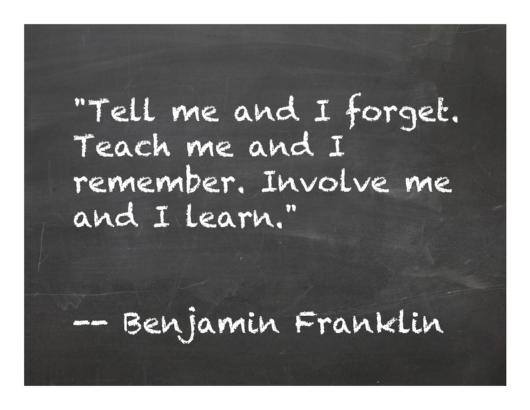 "Tell me and I forget.
Teach me and I
remember. Involve me
and I learn."
-- Benjamin Franklin